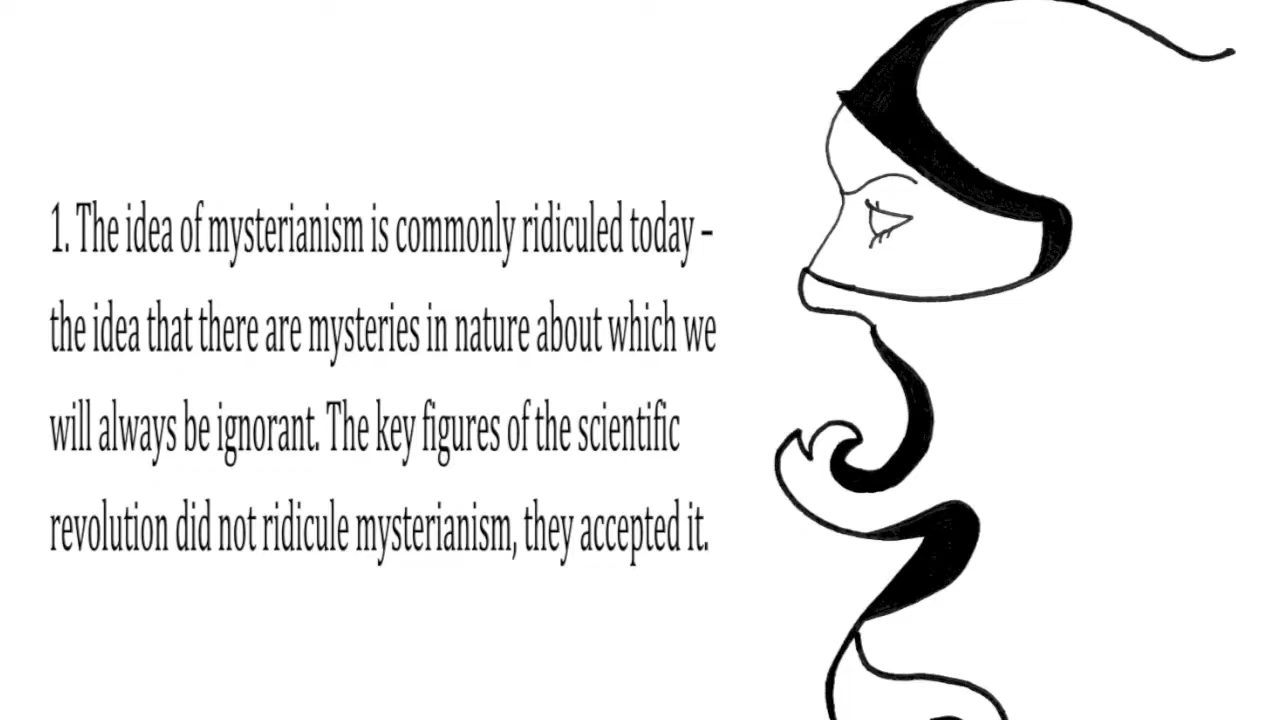 1. The idea of mysterianism is commonly ridiculed today –
the idea that there are mysteries in nature about which we
will always be ignorant. The key figures of the scientific
revolution did not ridicule mysterianism, they accepted it.